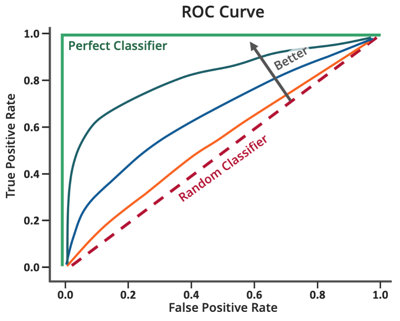 ROC Curve
1.0
Perfect Classifier
Better
0.8
0.6
Random Classifier
0.4
0.2
0.0
True Positive Rate
0.0 0.2 0.4 0.6 0.8 1.0
False Positive Rate